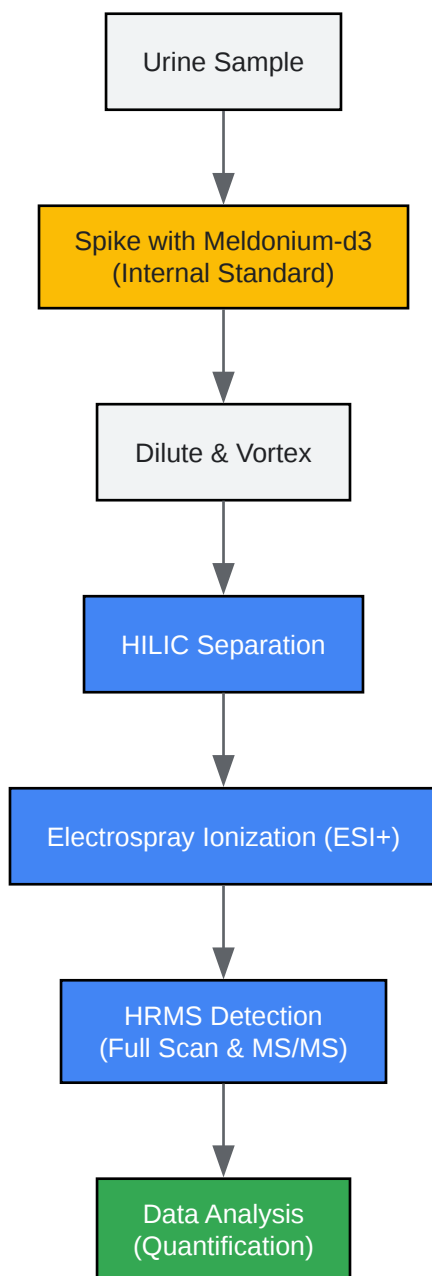 Urine Sample
Spike with Meldonium-d3
(Internal Standard)
Dilute & Vortex
HILIC Separation
Electrospray Ionization (ESI+)
HRMS Detection
(Full Scan & MS/MS)
Data Analysis
(Quantification)